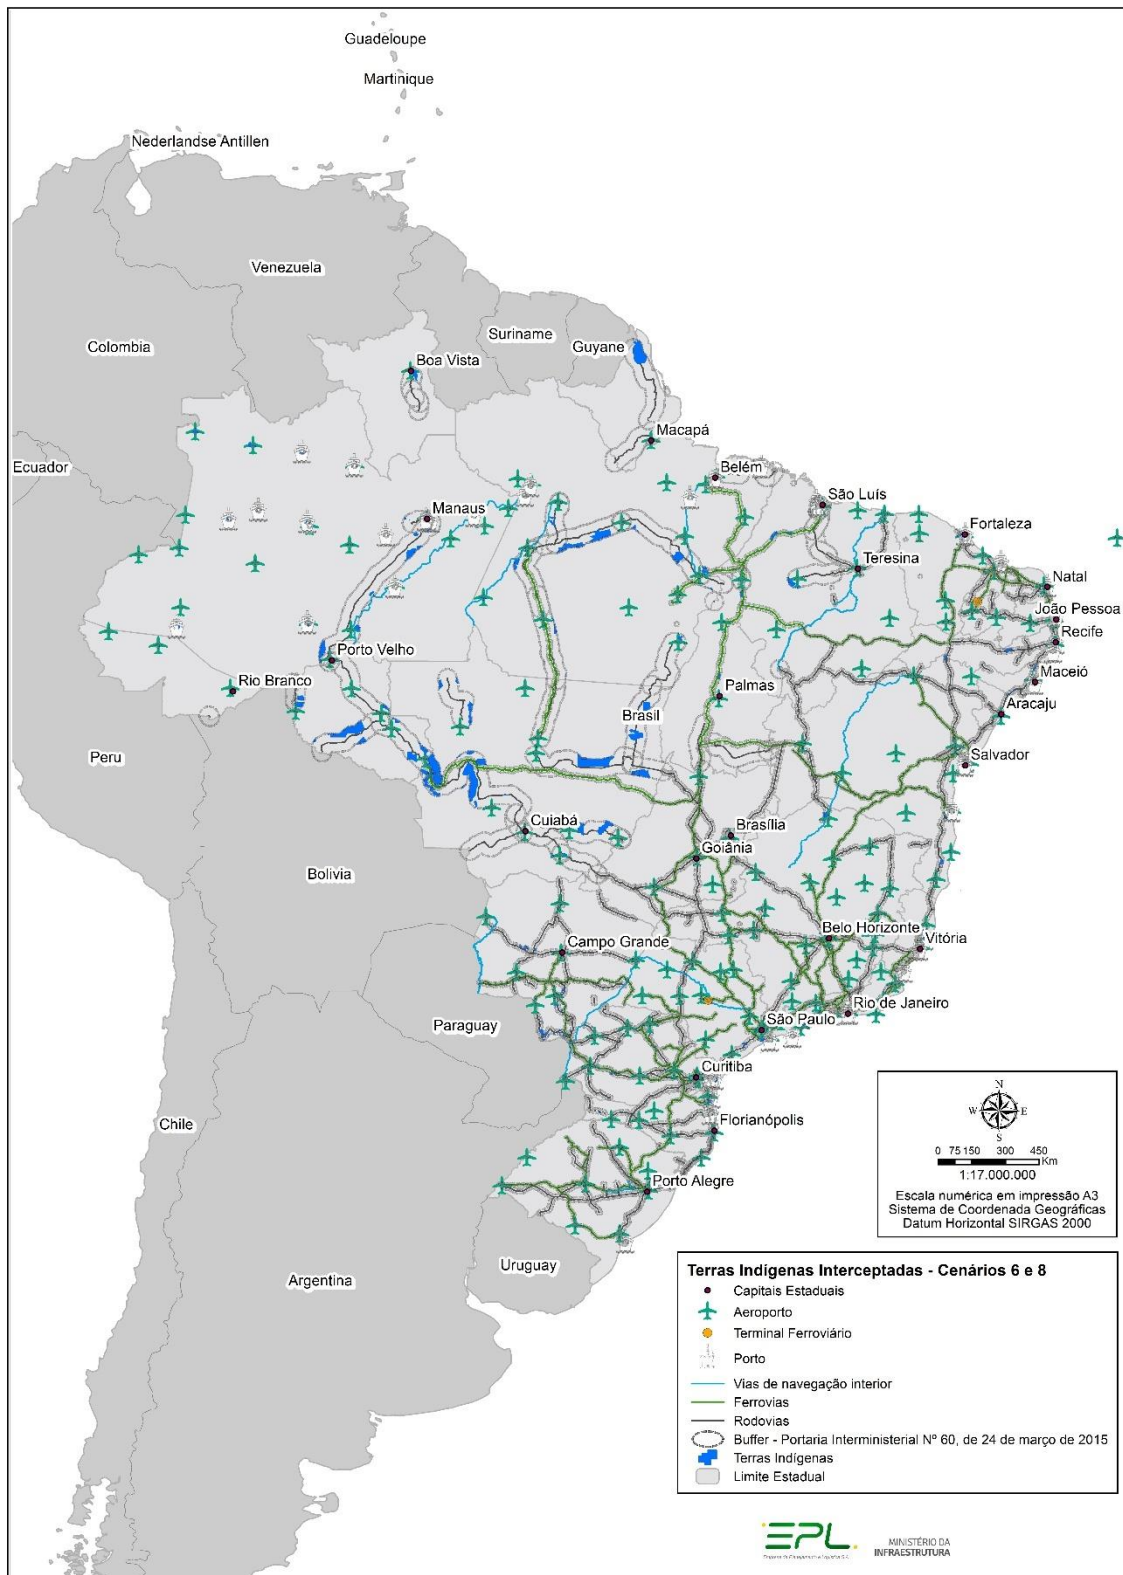 Guadeloupe
Martinique
Nederlandse Antillen
Venezuela
Suriname
Guyane
Colombia
Boa Vista
Macapá
Ecuador
Belém
São Luís
Manaus
Fortaleza
Teresina
Natal
João Pessoa
Recife
Porto Velho
Maceió
Rio Branco
Palmas
Aracaju
Brasil
Peru
Salvador
Cuiabá
Brasília
Goiânia
Bolivia
Belo Horizonte
Vitória
Campo Grande
Rio de Janeiro
Paraguay
São Paulo
Curitiba
Chile
Florianópolis
Porto Alegre
Uruguay
Argentina
N
W E
S
0 75 150 300 450
Km
1:17.000.000
Escala numérica em impressão A3
Sistema de Coordenada Geográficas
Datum Horizontal SIRGAS 2000
Terras Indígenas Interceptadas - Cenários 6 e 8
Capitais Estaduais
Aeroporto
Terminal Ferroviário
Porto
Vias de navegação interior
Ferrovias
Rodovias
Buffer - Portaria Interministerial Nº 60, de 24 de março de 2015
Terras Indígenas
Limite Estadual
EPL
MINISTÉRIO DA
INFRAESTRUTURA